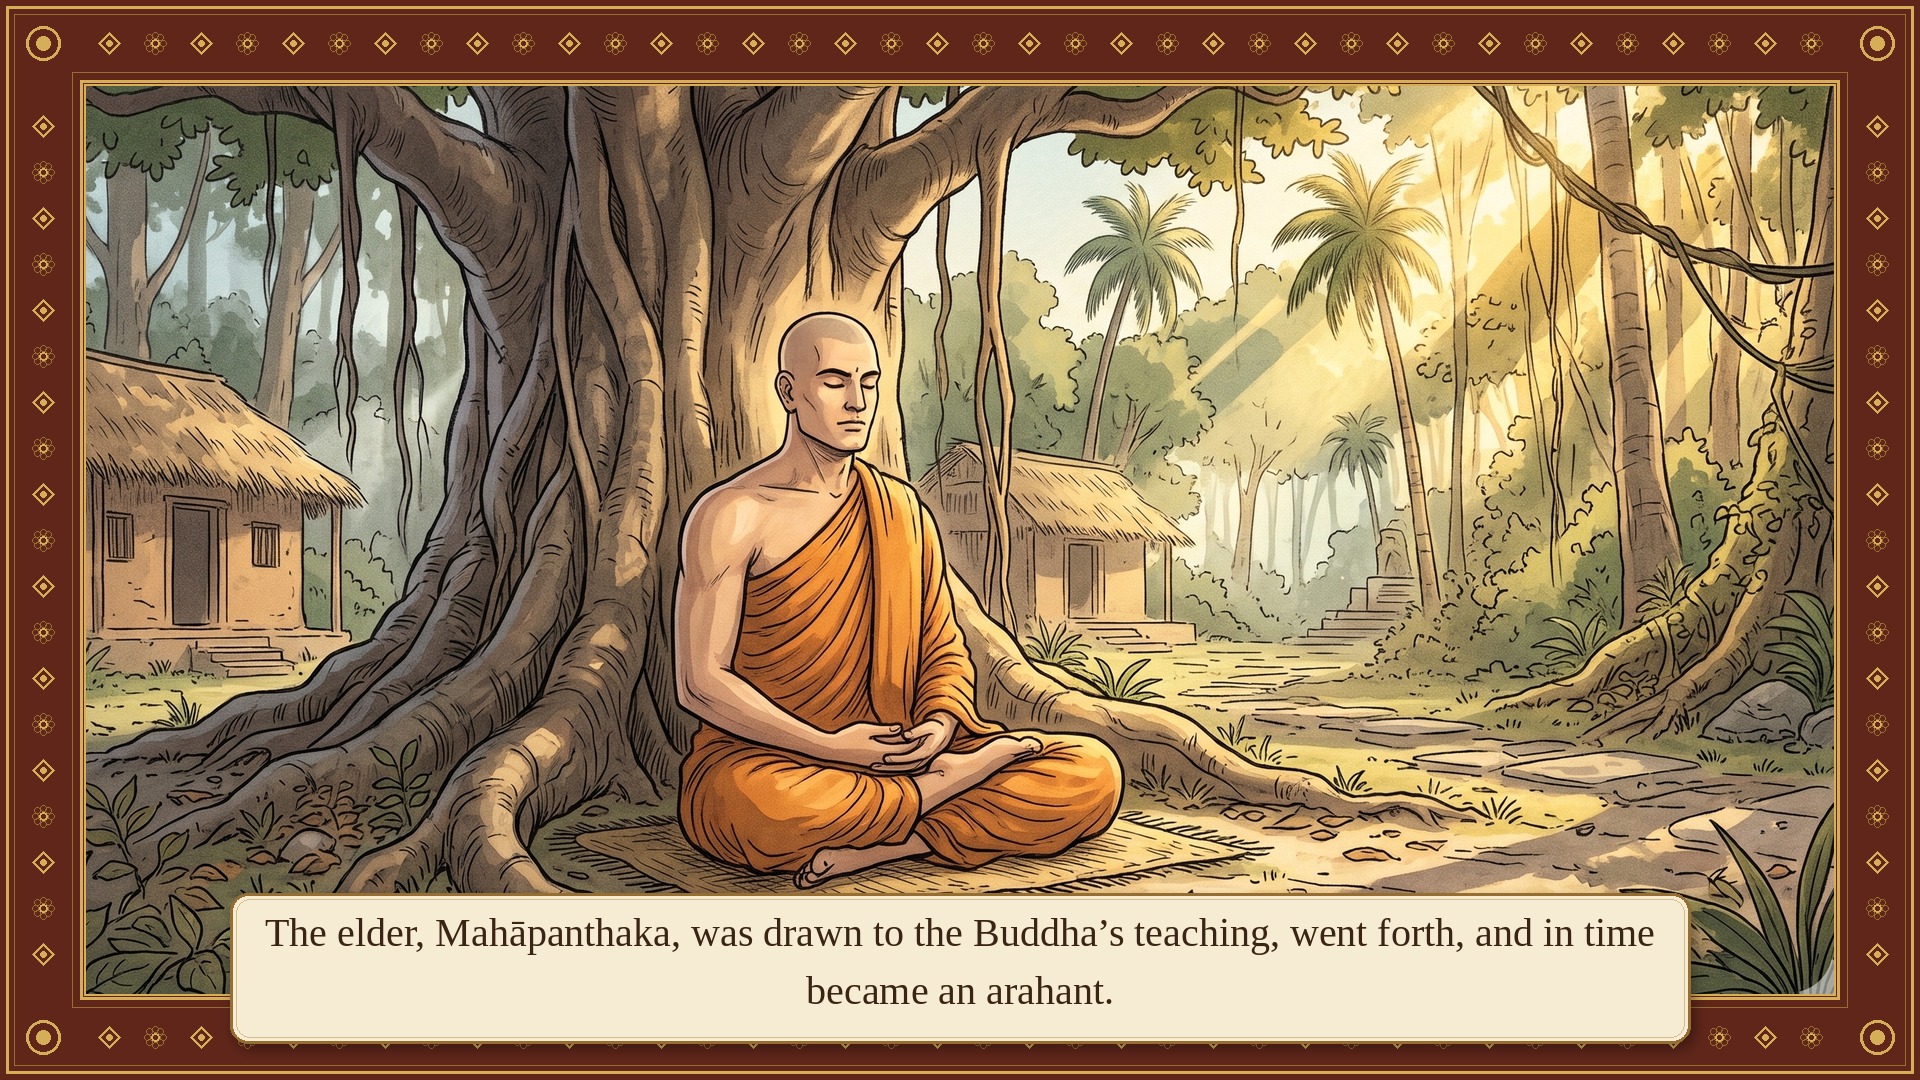 The elder, Mahāpanthaka, was drawn to the Buddha’s teaching, went forth, and in time
became an arahant.